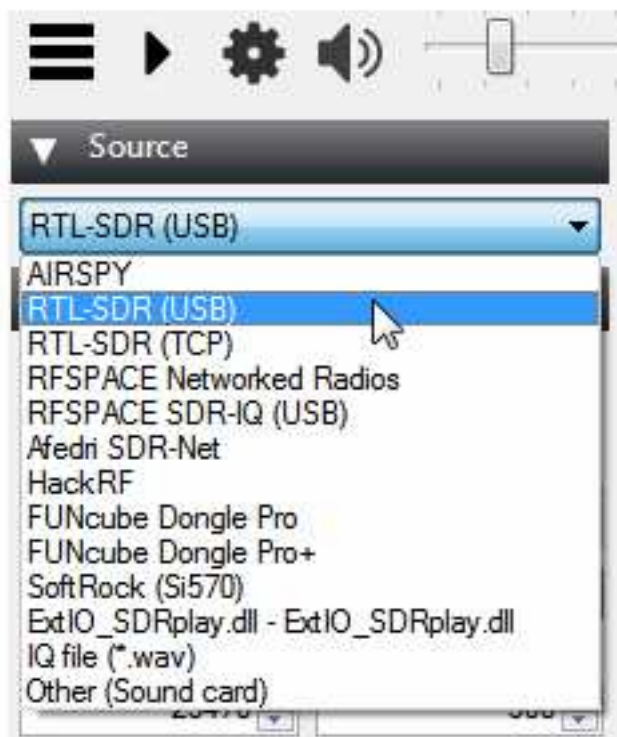 Source
RTL-SDR (USB)
AIRSPY
RTL-SDR (USB)
RTL-SDR (TCP)
RFSPACE Networked Radios
RFSPACE SDR-IQ (USB)
Afedri SDR-Net
HackRF
FUNcube Dongle Pro
FUNcube Dongle Pro+
SoftRock (Si570)
ExtIO_SDRplay.dll - ExtIO_SDRplay.dll
IQ file (*.wav)
Other (Sound card)